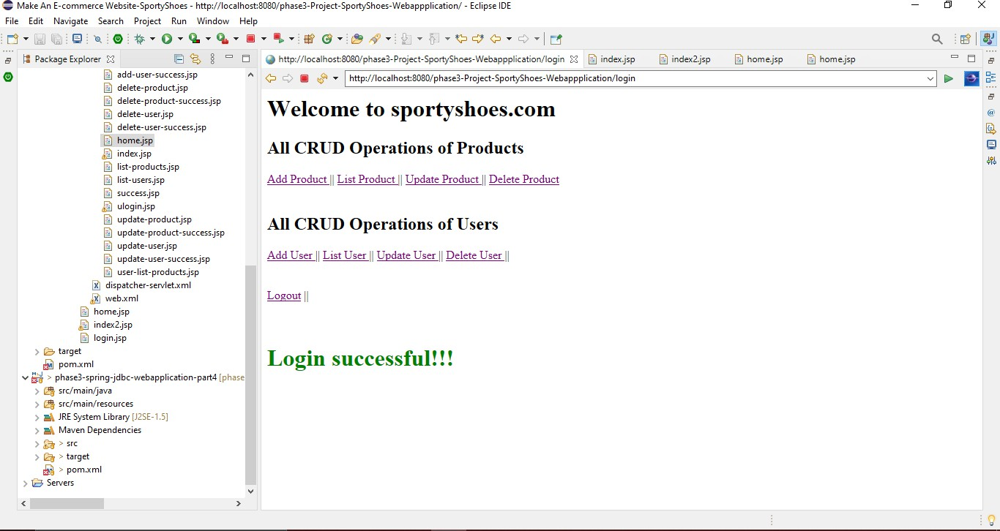 Make An E-commerce Website-SportyShoes - http://localhost:8080/phase3-Project-SportyShoes-Webappplication/ - Eclipse IDE
File Edit Navigate Search Project Run Window Help
Package Explorer
http://localhost:8080/phase3-Project-SportyShoes-Webappplication/login index.jsp index2.jsp home.jsp home.jsp
http://localhost:8080/phase3-Project-SportyShoes-Webappplication/login
add-user-success.jsp
delete-product.jsp
delete-product-success.jsp
delete-user.jsp
delete-user-success.jsp
home.jsp
index.jsp
list-products.jsp
list-users.jsp
success.jsp
ulogin.jsp
update-product.jsp
update-product-success.jsp
update-user.jsp
update-user-success.jsp
user-list-products.jsp
dispatcher-servlet.xml
web.xml
home.jsp
index2.jsp
login.jsp
target
pom.xml
> phase3-spring-jdbc-webapplication-part4 [phase
src/main/java
src/main/resources
JRE System Library [J2SE-1.5]
Maven Dependencies
> src
> target
> pom.xml
Servers
Welcome to sportyshoes.com
All CRUD Operations of Products
Add Product || List Product || Update Product || Delete Product
All CRUD Operations of Users
Add User || List User || Update User || Delete User ||
Logout ||
Login successful!!!